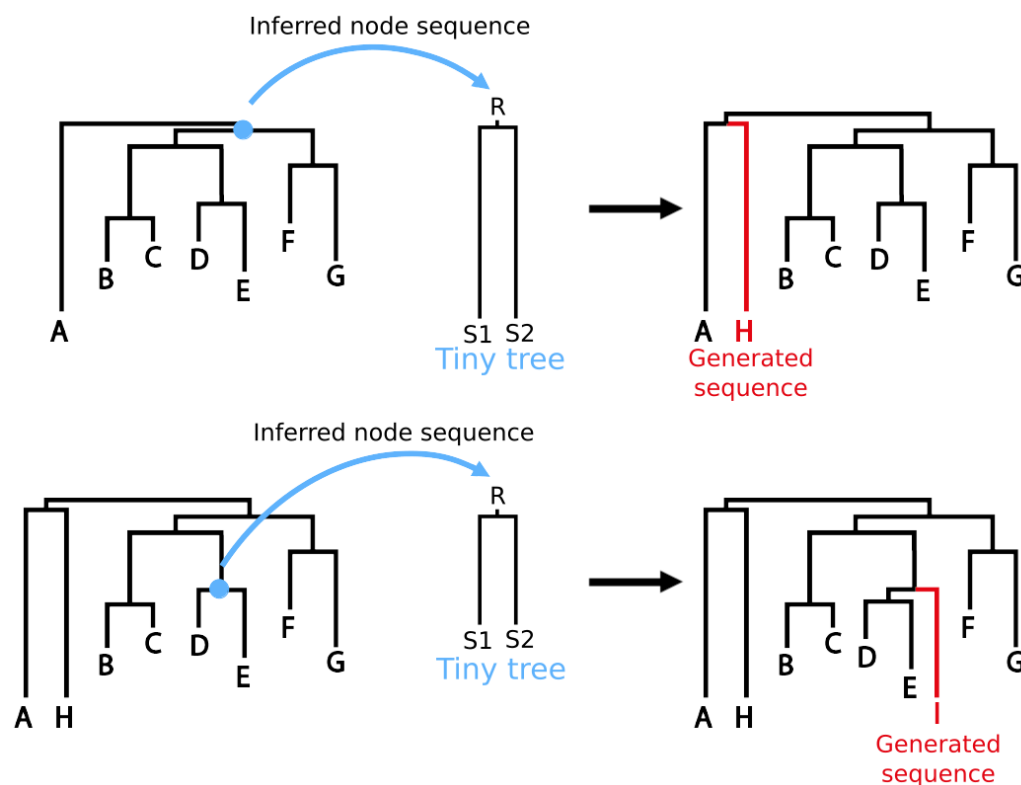 Inferred node sequence
R
B
C
D
E
F
G
A
S1
S2
Tiny tree
B
C
D
E
F
G
A
H
Generated
sequence
Inferred node sequence
R
B
C
D
E
F
G
A
H
S1
S2
Tiny tree
B
C
D
E
F
G
A
H
I
Generated
sequence